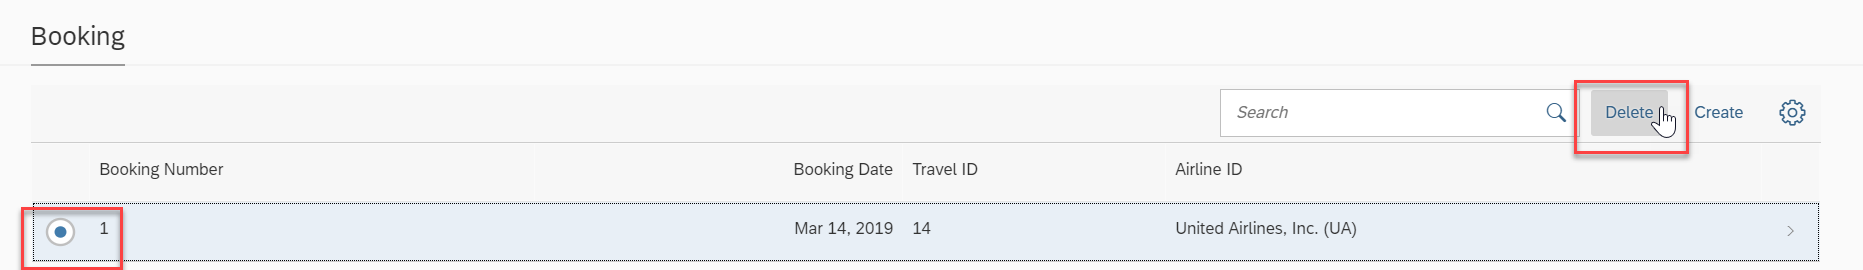 Booking
Search Delete Create
Booking Number Booking Date Travel ID Airline ID
1 Mar 14, 2019 14 United Airlines, Inc. (UA)